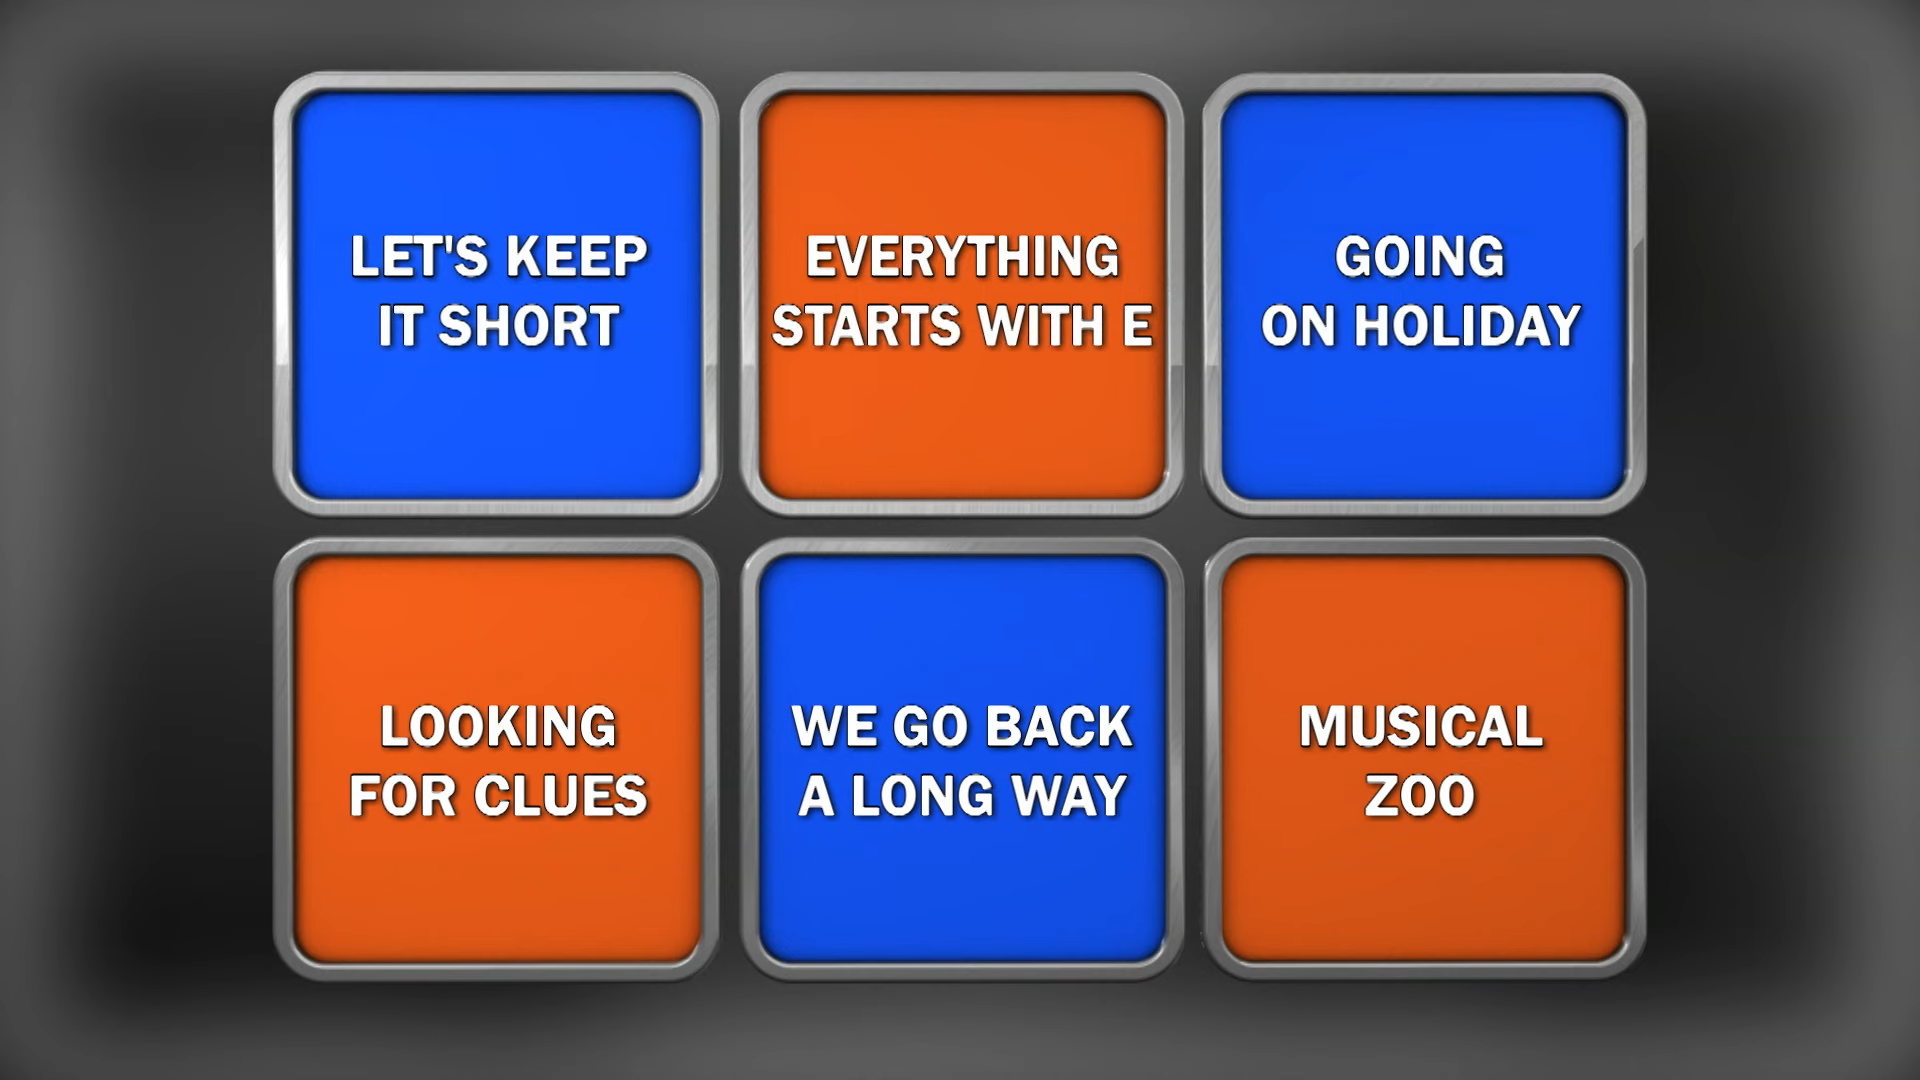 LET'S KEEP
IT SHORT
EVERYTHING
STARTS WITH E
GOING
ON HOLIDAY
LOOKING
FOR CLUES
WE GO BACK
A LONG WAY
MUSICAL
ZOO